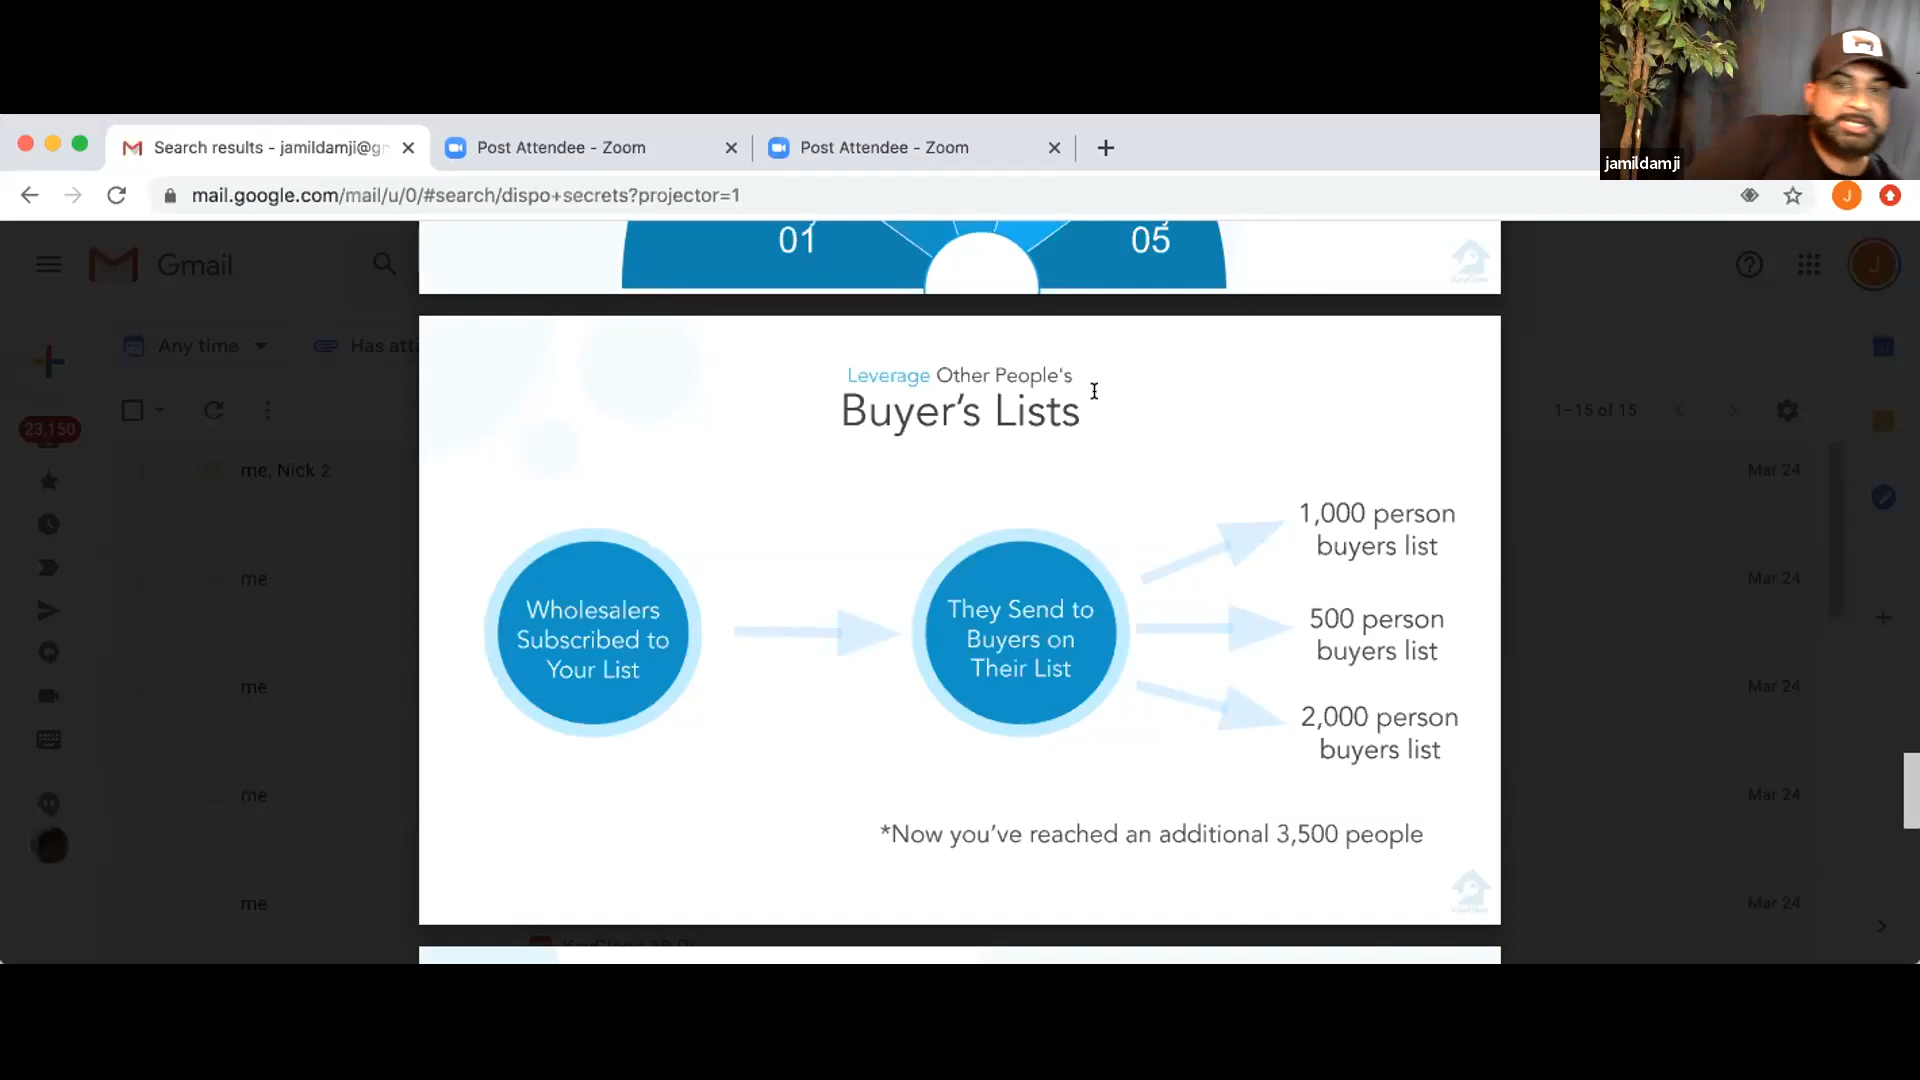 jamildamji
Search results - jamildamji@gm
Post Attendee - Zoom
Post Attendee - Zoom
mail.google.com/mail/u/0/#search/dispo+secrets?projector=1
J
Gmail
01
05
J
Any time
Has atta
23,150
1–15 of 15
Leverage Other People's
Buyer's Lists
me, Nick 2
Mar 24
me
Mar 24
me
Mar 24
me
Mar 24
me
Mar 24
Wholesalers
Subscribed to
Your List
They Send to
Buyers on
Their List
1,000 person
buyers list
500 person
buyers list
2,000 person
buyers list
*Now you've reached an additional 3,500 people